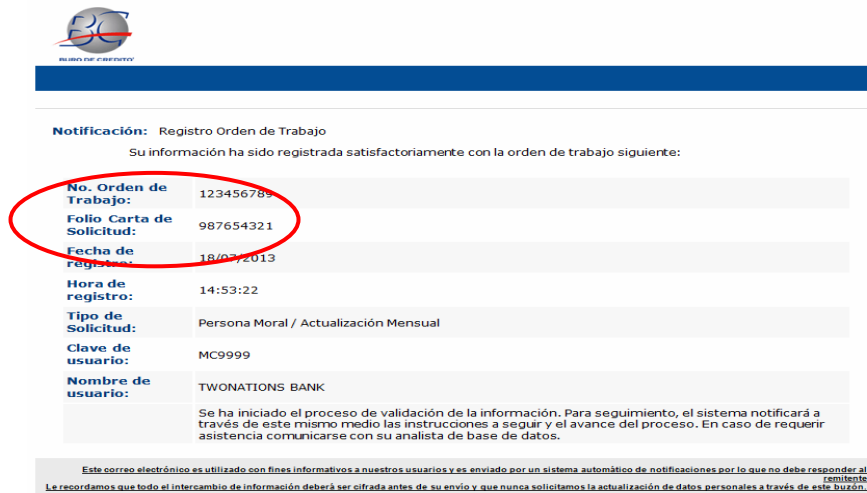 BC
BURO DE CREDITO
Notificación: Registro Orden de Trabajo
Su información ha sido registrada satisfactoriamente con la orden de trabajo siguiente:
No. Orden de Trabajo: 123456789
Folio Carta de Solicitud: 987654321
Fecha de registro: 18/07/2013
Hora de registro: 14:53:22
Tipo de Solicitud: Persona Moral / Actualización Mensual
Clave de usuario: MC9999
Nombre de usuario: TWONATIONS BANK
Se ha iniciado el proceso de validación de la información. Para seguimiento, el sistema notificará a
través de este mismo medio las instrucciones a seguir y el avance del proceso. En caso de requerir
asistencia comunicarse con su analista de base de datos.
Este correo electrónico es utilizado con fines informativos a nuestros usuarios y es enviado por un sistema automático de notificaciones por lo que no debe responder al
remitente.
Le recordamos que todo el intercambio de información deberá ser cifrada antes de su envío y que nunca solicitamos la actualización de datos personales a través de este buzón.